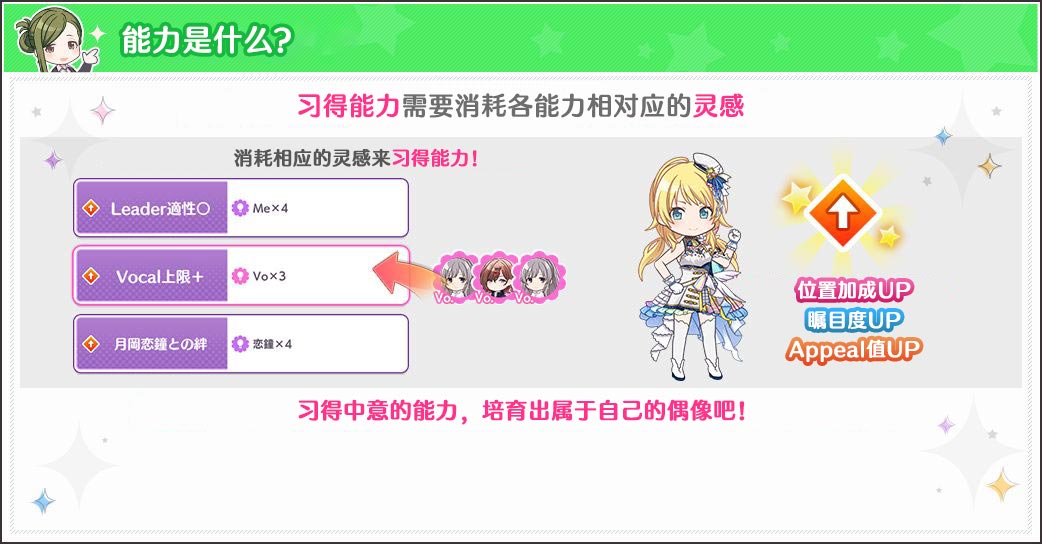 能力是什么?
习得能力需要消耗各能力相对应的灵感
消耗相应的灵感来习得能力!
Leader適性〇 Me×4
Vocal上限＋ Vo×3
Vo. Vo. Vo.
月岡恋鐘との絆 恋鐘×4
位置加成UP
瞩目度UP
Appeal值UP
习得中意的能力，培育出属于自己的偶像吧!